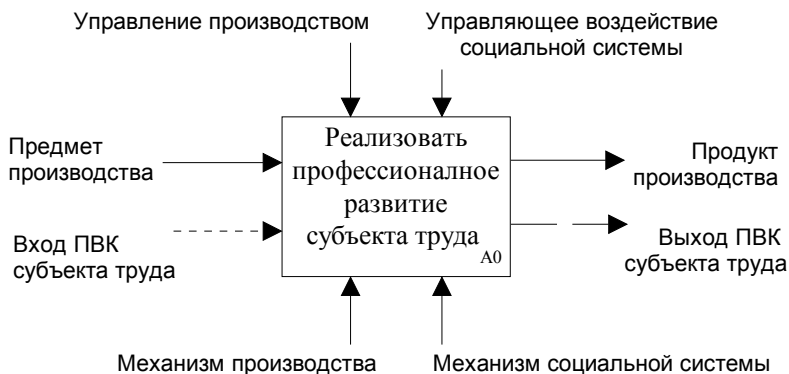 Управление производством
Управляющее воздействие
социальной системы
Реализовать
профессионалное
развитие
субъекта труда
A0
Предмет
производства
Вход ПВК
субъекта труда
Продукт
производства
Выход ПВК
субъекта труда
Механизм производства
Механизм социальной системы